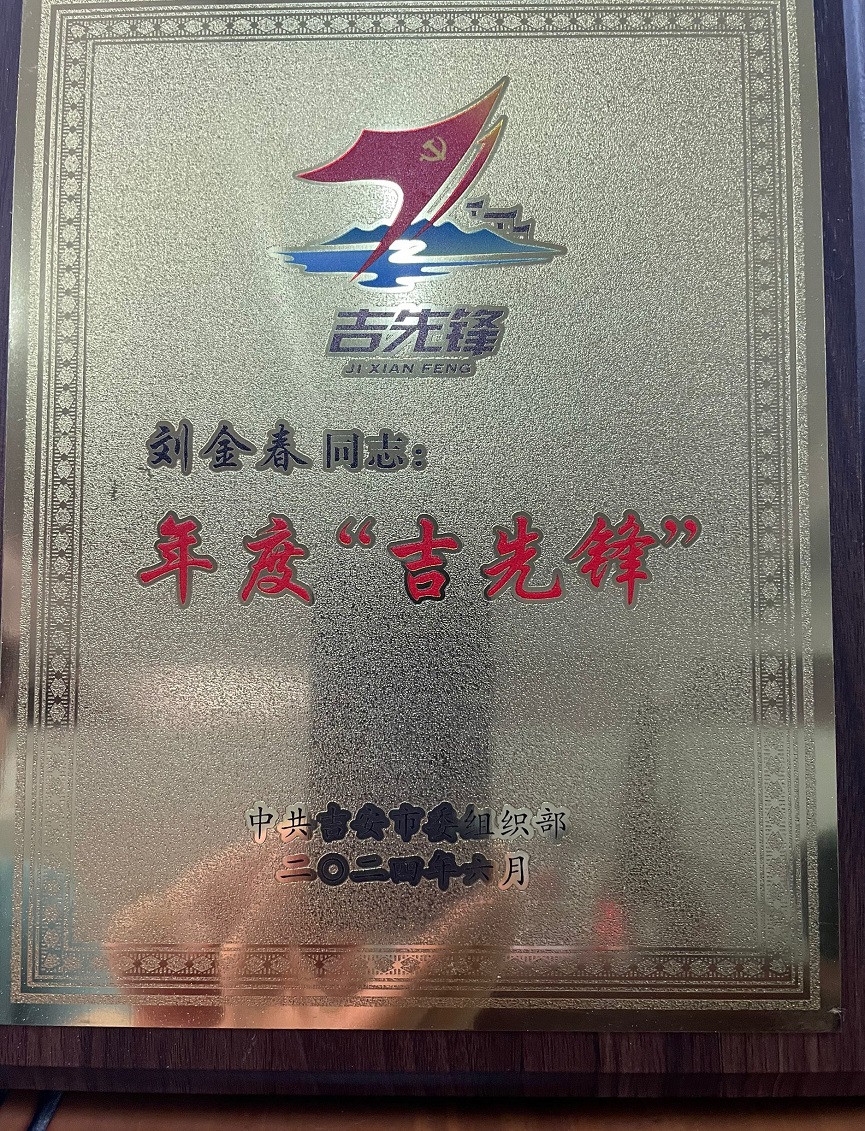 吉先锋
JI XIAN FENG
刘金春同志：
年度“吉先锋”
中共吉安市委组织部
二〇二四年六月